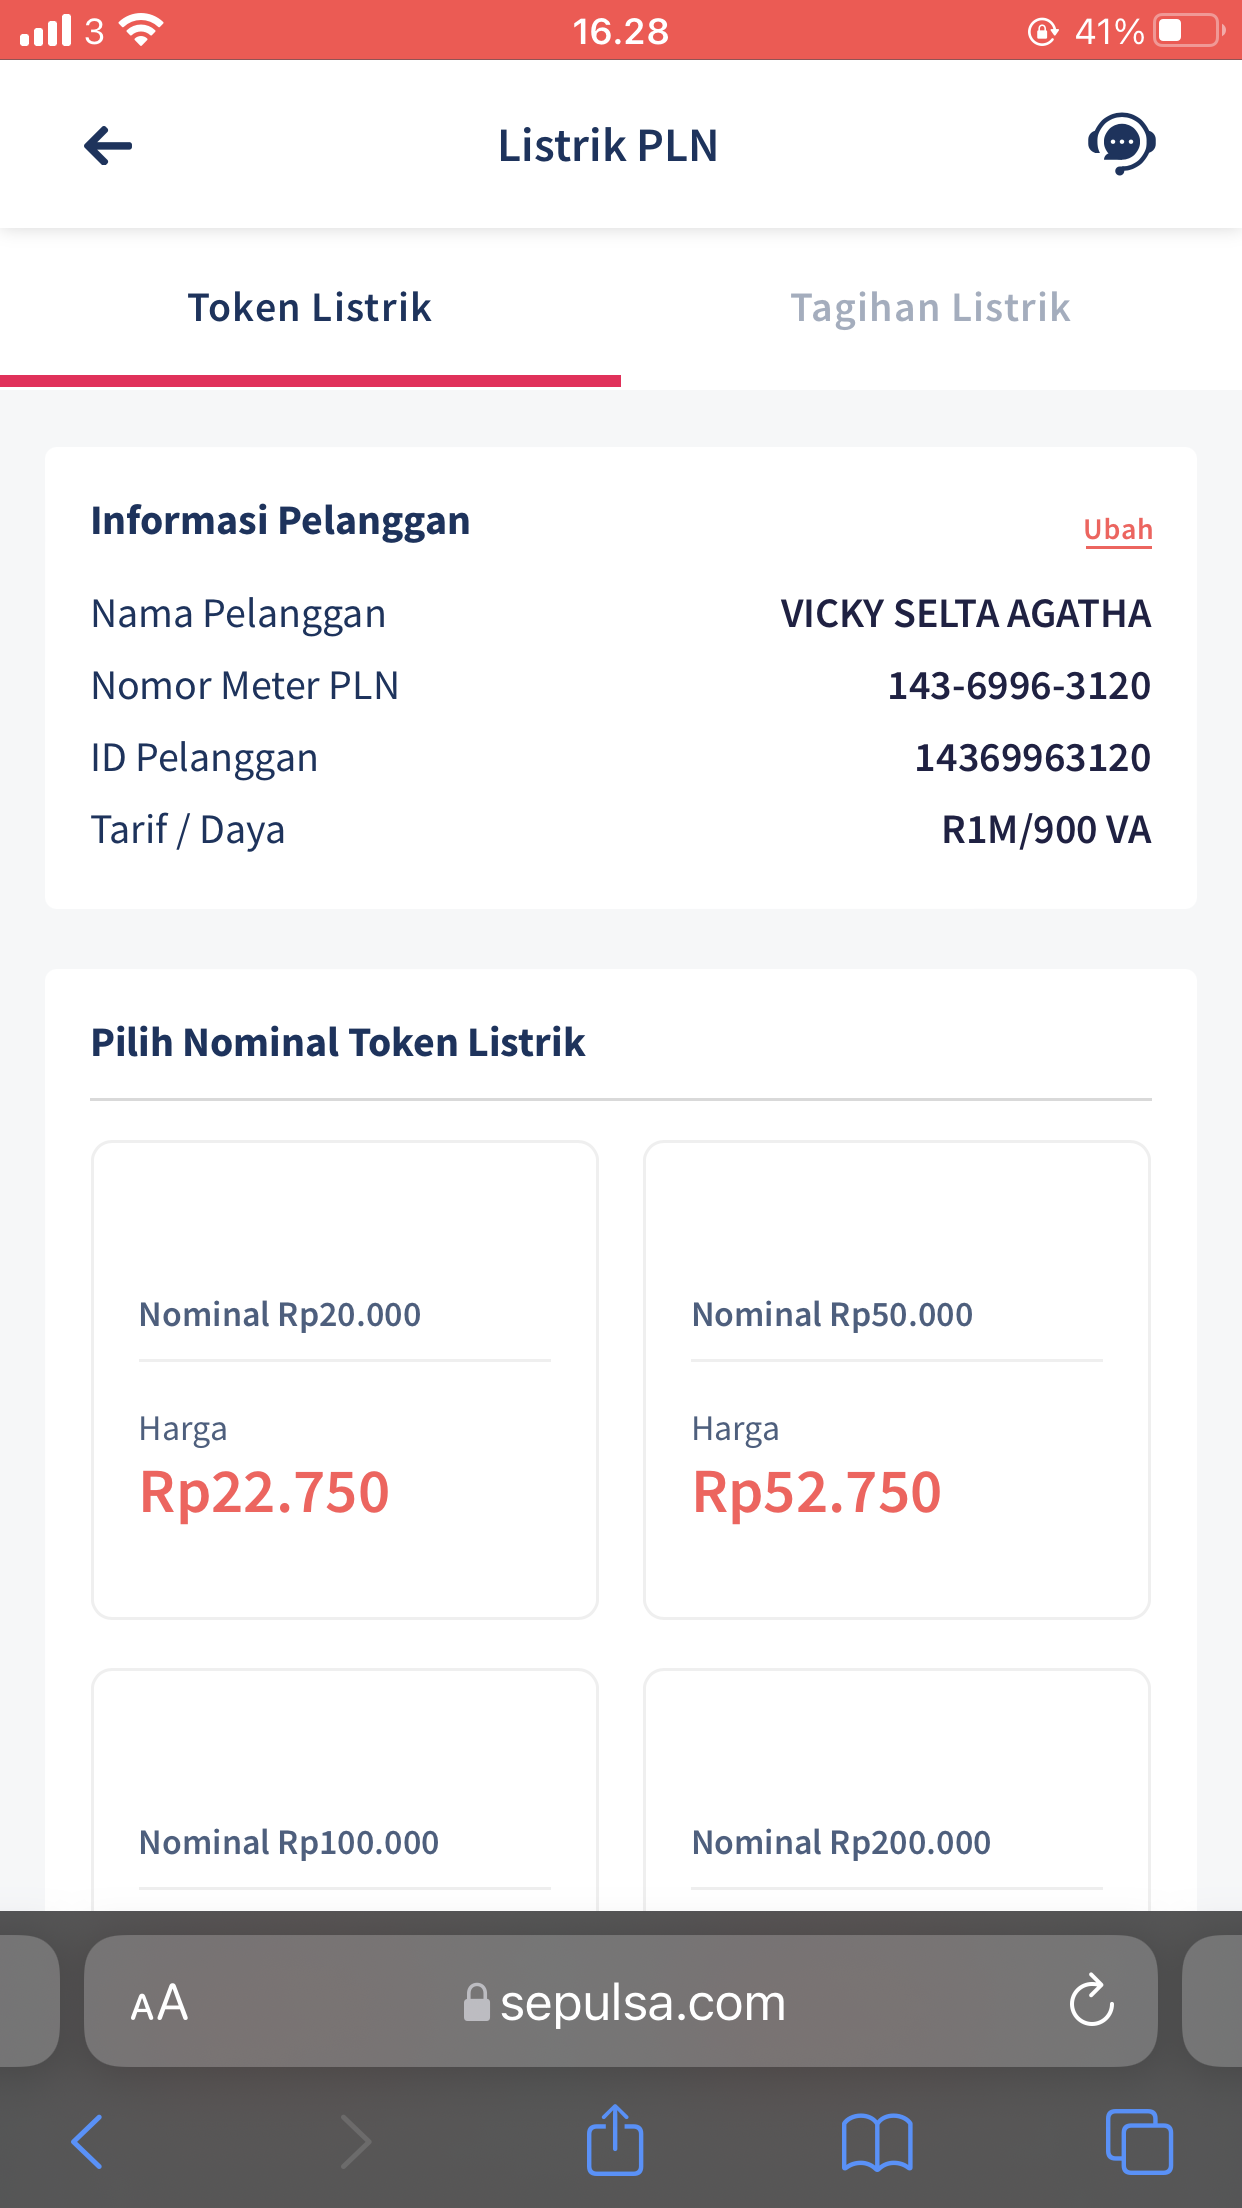 3 16.28 41%
Listrik PLN
Token Listrik Tagihan Listrik
Informasi Pelanggan Ubah
Nama Pelanggan VICKY SELTA AGATHA
Nomor Meter PLN 143-6996-3120
ID Pelanggan 14369963120
Tarif / Daya R1M/900 VA
Pilih Nominal Token Listrik
Nominal Rp20.000 Nominal Rp50.000
Harga Harga
Rp22.750 Rp52.750
Nominal Rp100.000 Nominal Rp200.000
AA sepulsa.com